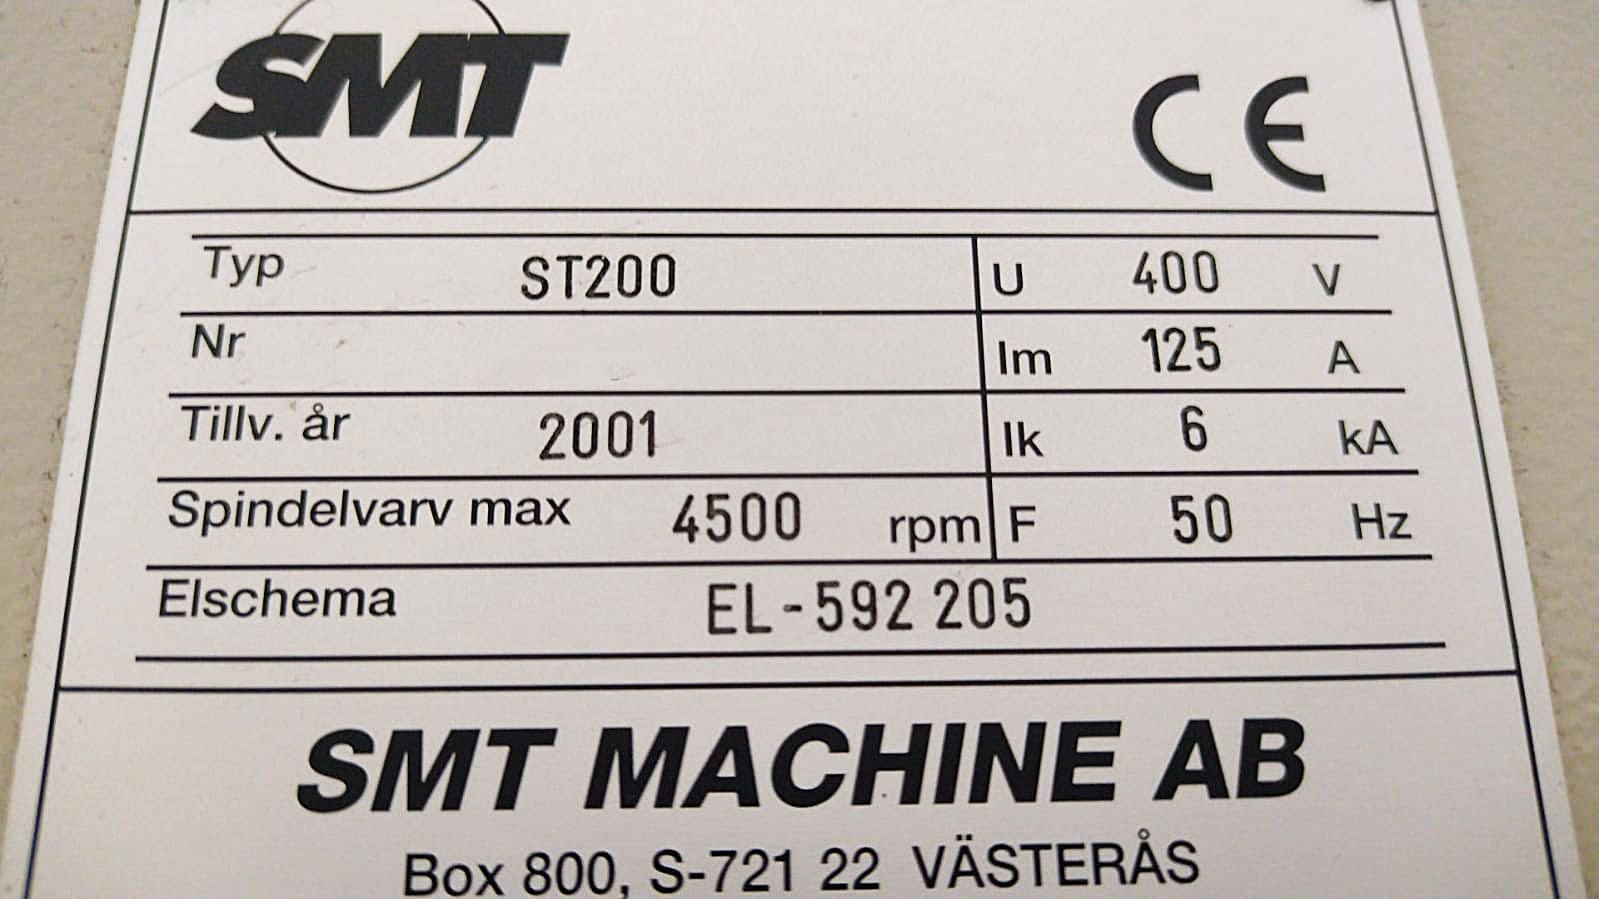 SMT
CE
Typ ST200 U 400 V
Nr Im 125 A
Tillv. år 2001 Ik 6 kA
Spindelvarv max 4500 rpm F 50 Hz
Elschema EL-592 205
SMT MACHINE AB
Box 800, S-721 22 VÄSTERÅS